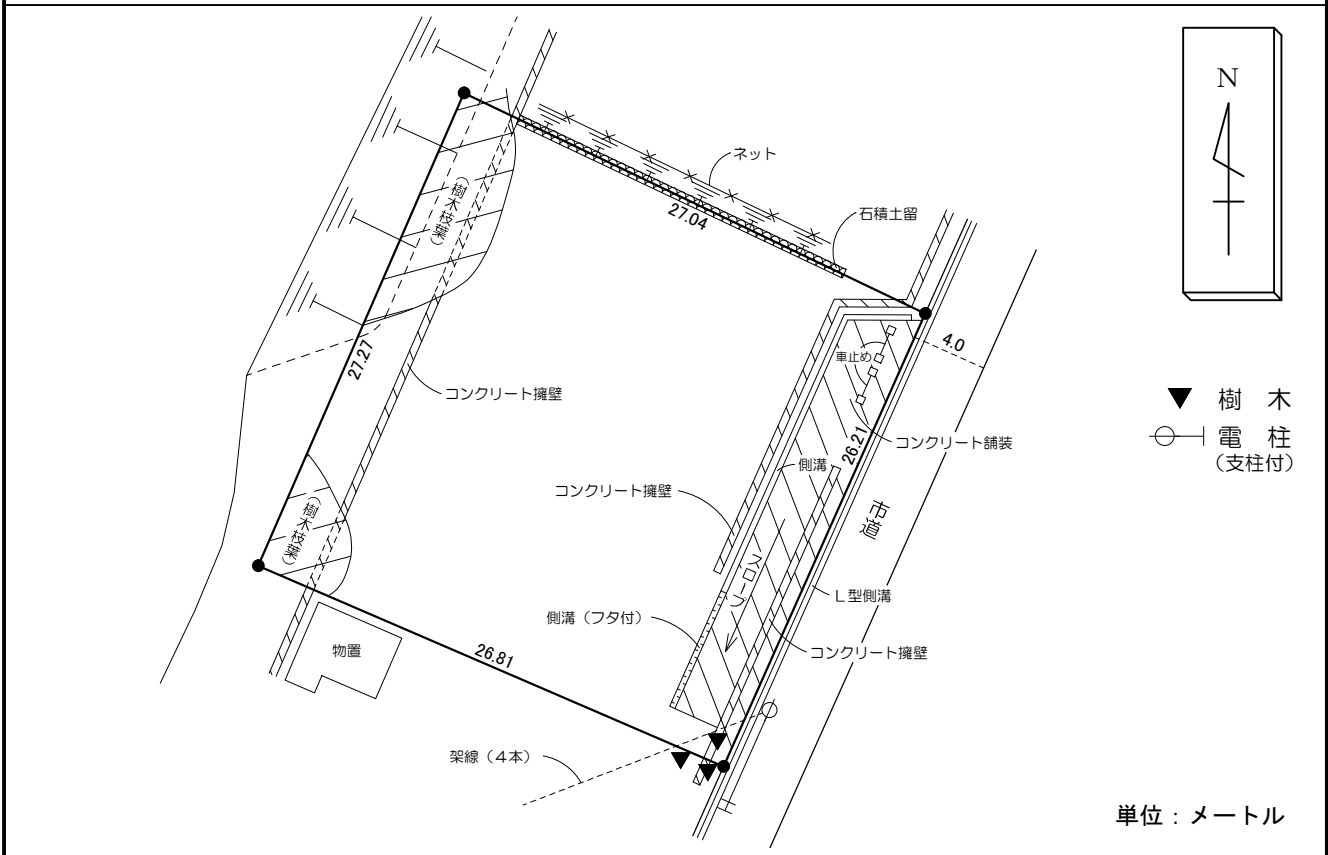 N
ネット
27.04
石積土留
(樹木枝葉)
4.0
車止め
27.27
コンクリート擁壁
樹　木
電　柱
(支柱付)
コンクリート舗装
26.21
側溝
コンクリート擁壁
市道
(樹木枝葉)
スロープ
L型側溝
側溝（フタ付）
コンクリート擁壁
物置
26.81
架線（４本）
単位：メートル